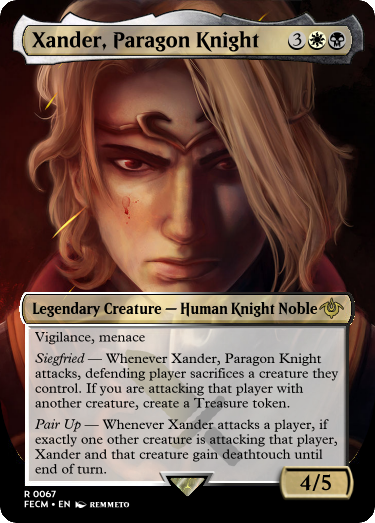 Xander, Paragon Knight 3
Legendary Creature — Human Knight Noble
Vigilance, menace
Siegfried — Whenever Xander, Paragon Knight
attacks, defending player sacrifices a creature they
control. If you are attacking that player with
another creature, create a Treasure token.
Pair Up — Whenever Xander attacks a player, if
exactly one other creature is attacking that player,
Xander and that creature gain deathtouch until
end of turn.
4/5
R 0067
FECM • EN REMMETO